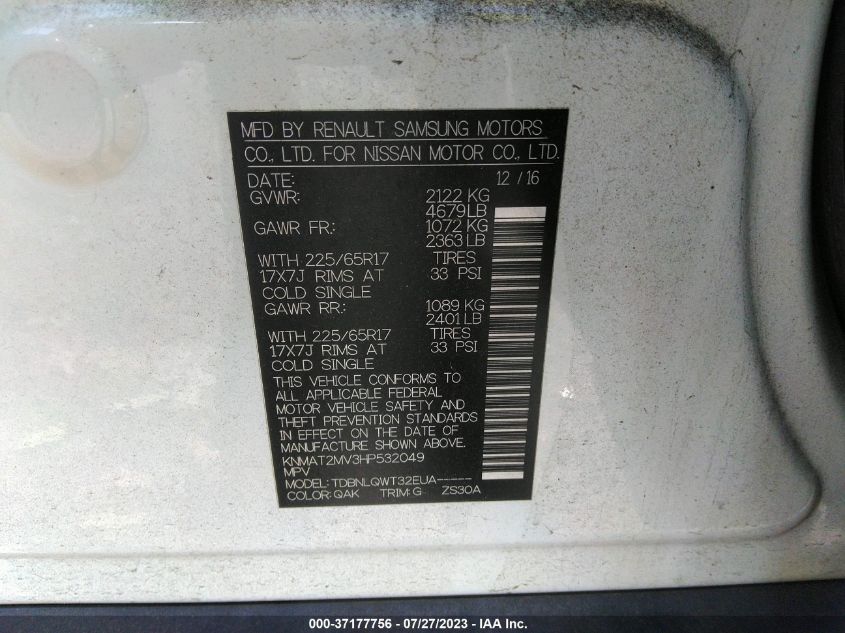 MFD BY RENAULT SAMSUNG MOTORS
CO., LTD. FOR NISSAN MOTOR CO., LTD.
DATE: 12 / 16
GVWR: 2122 KG
4679 LB
GAWR FR.: 1072 KG
2363 LB
WITH 225/65R17 TIRES
17X7J RIMS AT 33 PSI
COLD SINGLE
GAWR RR.: 1089 KG
2401 LB
WITH 225/65R17 TIRES
17X7J RIMS AT 33 PSI
COLD SINGLE
THIS VEHICLE CONFORMS TO
ALL APPLICABLE FEDERAL
MOTOR VEHICLE SAFETY AND
THEFT PREVENTION STANDARDS
IN EFFECT ON THE DATE OF
MANUFACTURE SHOWN ABOVE.
KNMAT2MV3HP532049
MPV
MODEL: TDBNLQWT32EUA-----
COLOR: QAK TRIM: G ZS30A
000-37177756 - 07/27/2023 - © IAA Inc.